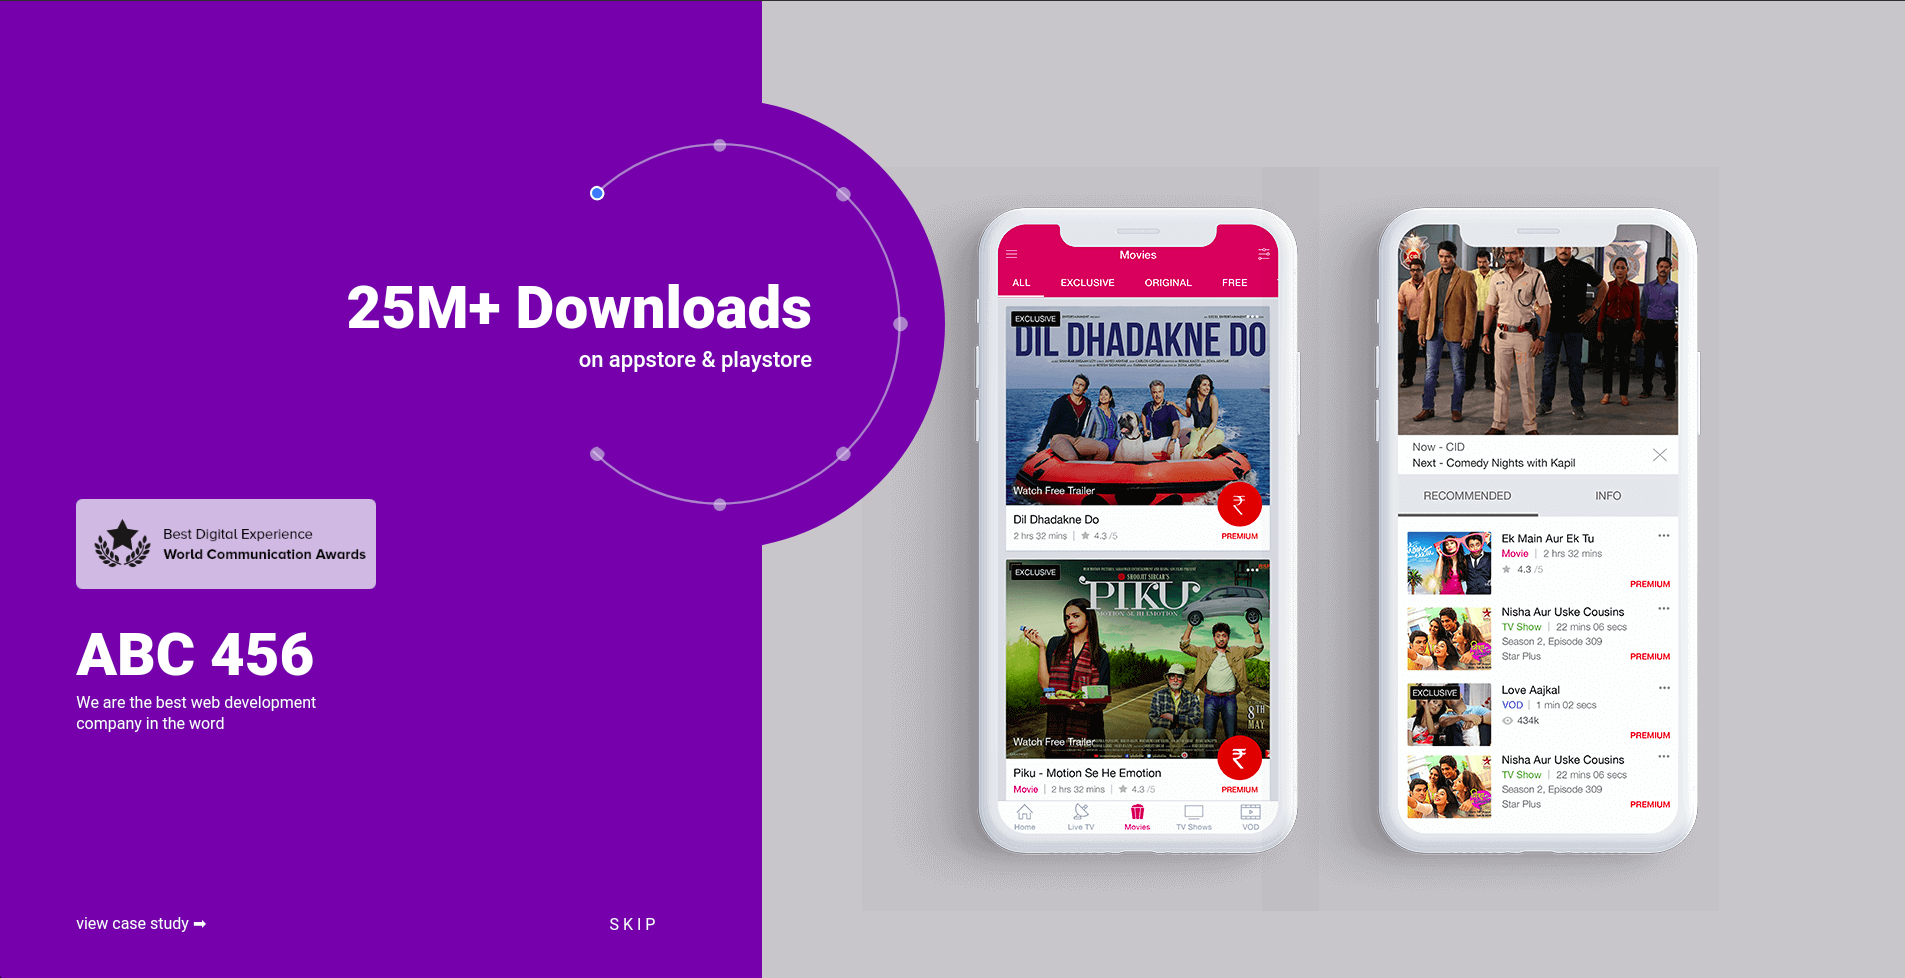 25M+ Downloads
on appstore & playstore
Best Digital Experience
World Communication Awards
ABC 456
We are the best web development
company in the word
view case study ➡
SKIP
Movies
ALL EXCLUSIVE ORIGINAL FREE
EXCLUSIVE
DIL DHADAKNE DO
Watch Free Trailer
₹
Dil Dhadakne Do
2 hrs 32 mins | ★ 4.3 /5
PREMIUM
EXCLUSIVE
SHOOJIT SIRCAR'S
PIKU
MOTION SE HI EMOTION
8TH
MAY
Watch Free Trailer
₹
Piku - Motion Se He Emotion
Movie | 2 hrs 32 mins | ★ 4.3 /5
PREMIUM
Home Live TV Movies TV Shows VOD
Now - CID
Next - Comedy Nights with Kapil
RECOMMENDED INFO
Ek Main Aur Ek Tu
Movie | 2 hrs 32 mins
★ 4.3 /5
PREMIUM
Nisha Aur Uske Cousins
TV Show | 22 mins 06 secs
Season 2, Episode 309
Star Plus
PREMIUM
EXCLUSIVE
Love Aajkal
VOD | 1 min 02 secs
434k
PREMIUM
Nisha Aur Uske Cousins
TV Show | 22 mins 06 secs
Season 2, Episode 309
Star Plus
PREMIUM